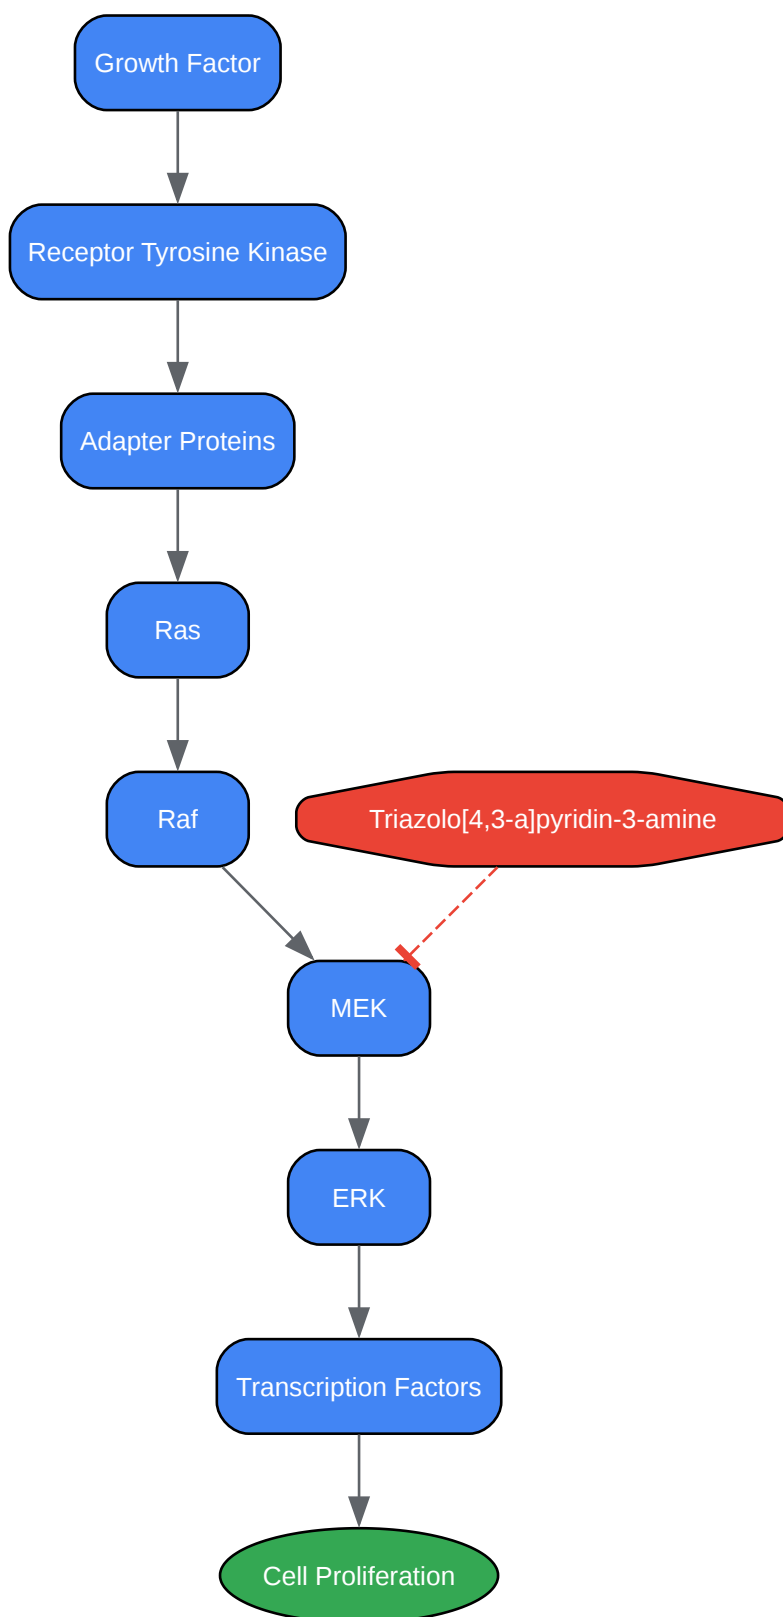 Growth Factor
Receptor Tyrosine Kinase
Adapter Proteins
Ras
Raf
Triazolo[4,3-a]pyridin-3-amine
MEK
ERK
Transcription Factors
Cell Proliferation